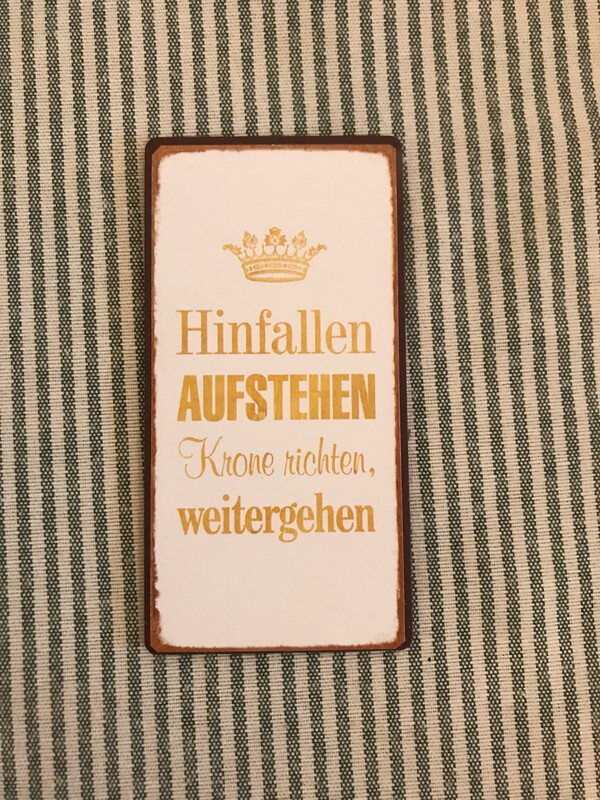 Hinfallen
AUFSTEHEN
Krone richten,
weitergehen